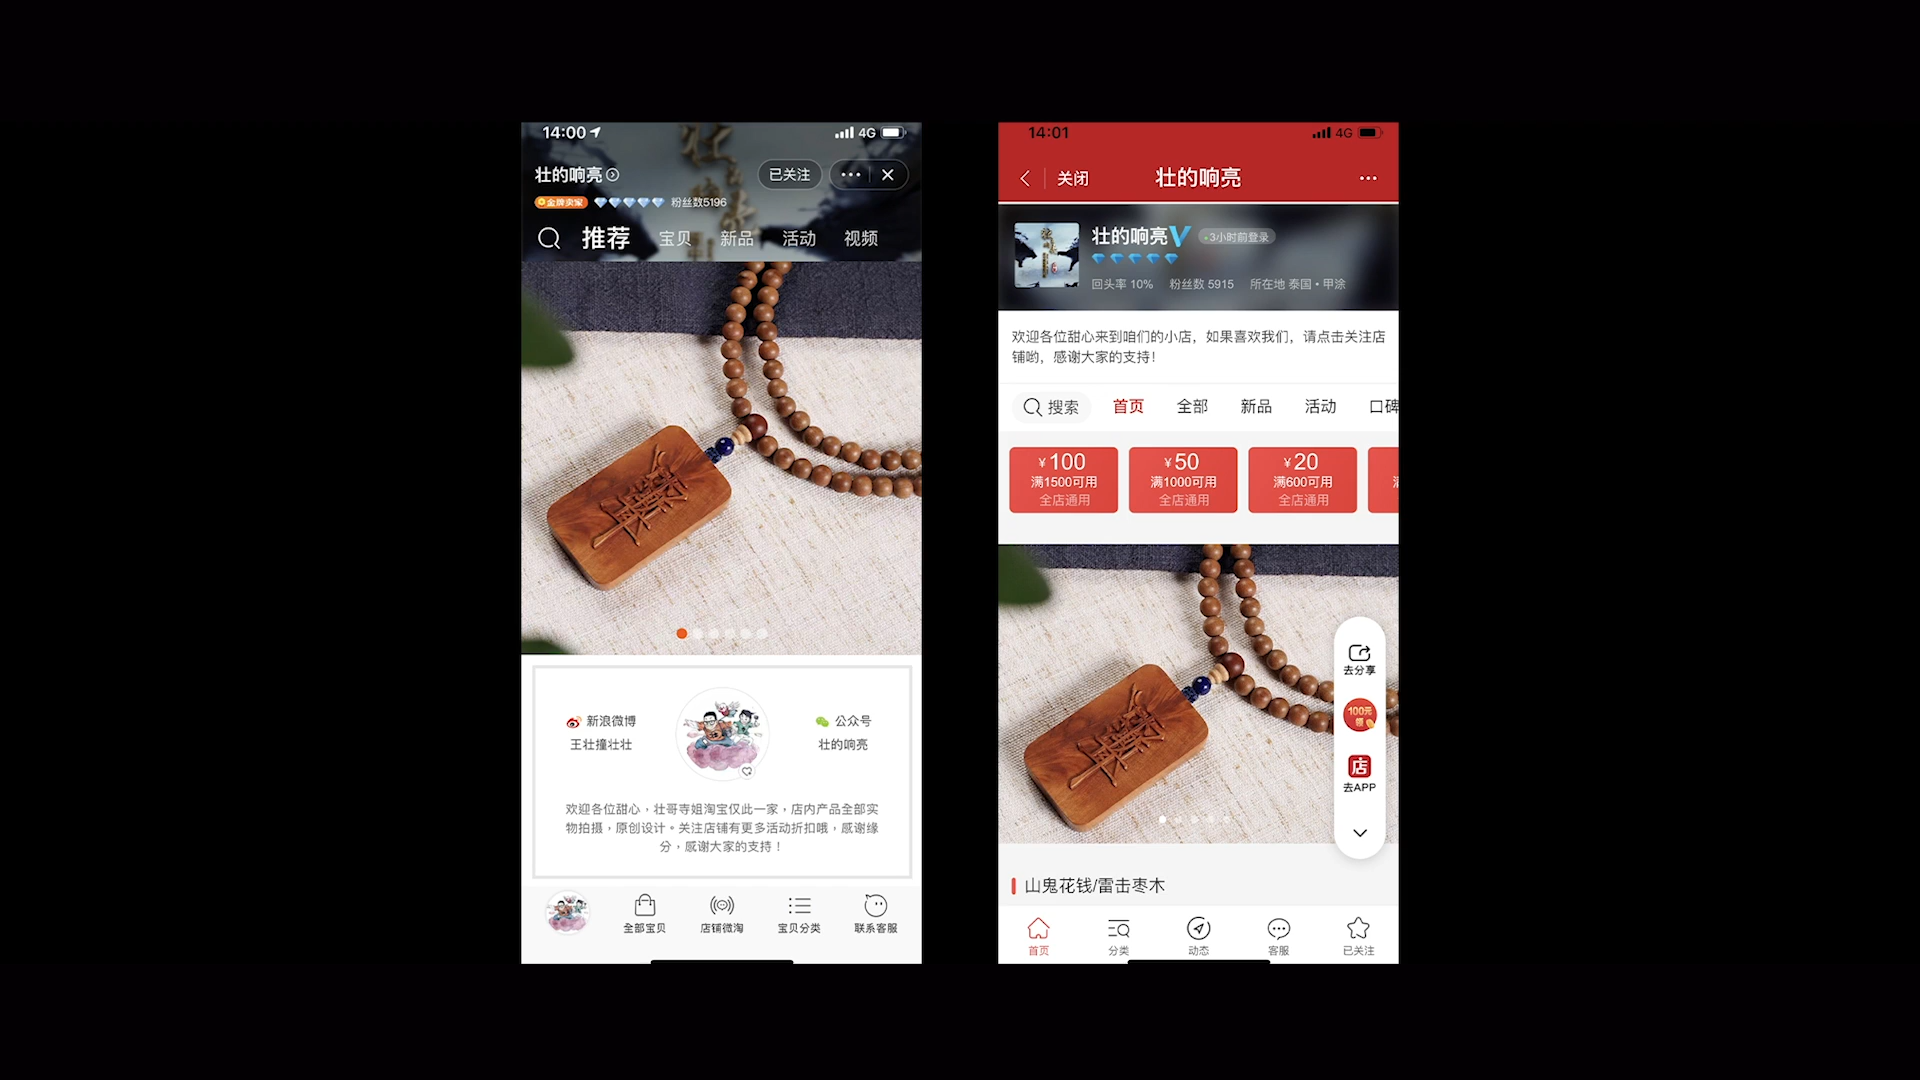 14:00
4G
壮的响亮
已关注
金牌卖家
粉丝数5196
推荐 宝贝 新品 活动 视频
新浪微博
王壮撞壮壮
公众号
壮的响亮
欢迎各位甜心，壮哥寺姐淘宝仅此一家，店内产品全部实
物拍摄，原创设计。关注店铺有更多活动折扣哦，感谢缘
分，感谢大家的支持！
全部宝贝 店铺微淘 宝贝分类 联系客服
14:01
4G
关闭
壮的响亮
壮的响亮
3小时前登录
回头率 10% 粉丝数 5915 所在地 泰国·甲涂
欢迎各位甜心来到咱们的小店，如果喜欢我们，请点击关注店
铺哟，感谢大家的支持！
搜索 首页 全部 新品 活动 口碑
¥100
满1500可用
全店通用
¥50
满1000可用
全店通用
¥20
满600可用
全店通用
去分享
100元
店
去APP
山鬼花钱/雷击枣木
首页 分类 动态 客服 已关注